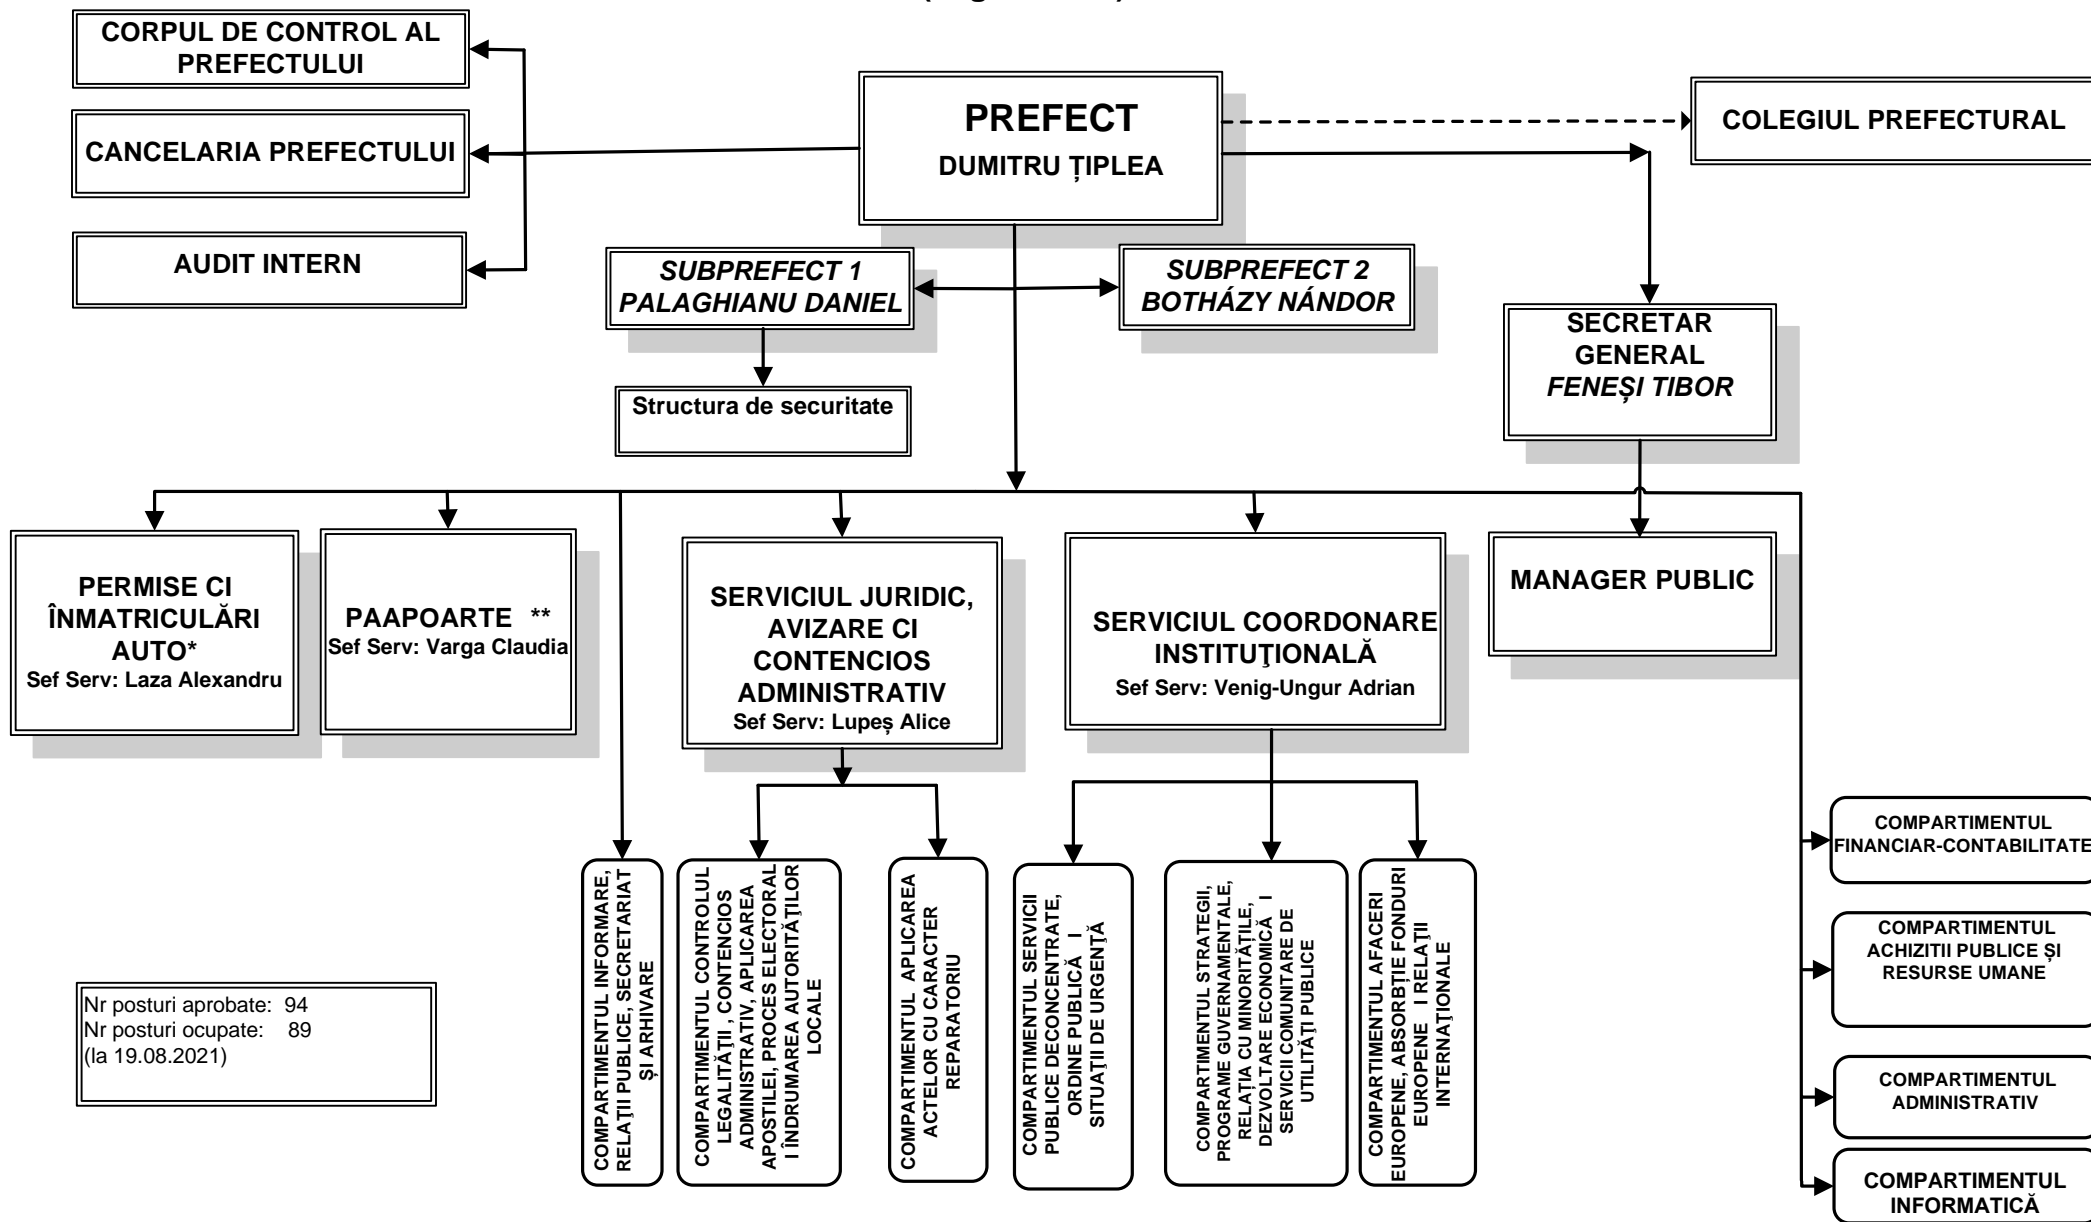 CORPUL DE CONTROL AL
PREFECTULUI
CANCELARIA PREFECTULUI
AUDIT INTERN
PREFECT
DUMITRU ȚIPLEA
COLEGIUL PREFECTURAL
SUBPREFECT 1
PALAGHIANU DANIEL
SUBPREFECT 2
BOTHÁZY NÁNDOR
SECRETAR
GENERAL
FENEȘI TIBOR
Structura de securitate
PERMISE CI
ÎNMATRICULĂRI
AUTO*
Sef Serv: Laza Alexandru
PAAPOARTE **
Sef Serv: Varga Claudia
SERVICIUL JURIDIC,
AVIZARE CI
CONTENCIOS
ADMINISTRATIV
Sef Serv: Lupeș Alice
SERVICIUL COORDONARE
INSTITUŢIONALĂ
Sef Serv: Venig-Ungur Adrian
MANAGER PUBLIC
COMPARTIMENTUL INFORMARE,
RELAŢII PUBLICE, SECRETARIAT
ȘI ARHIVARE
COMPARTIMENTUL CONTROLUL
LEGALITĂŢII , CONTENCIOS
ADMINISTRATIV, APLICAREA
APOSTILEI, PROCES ELECTORAL
I ÎNDRUMAREA AUTORITĂŢILOR
LOCALE
COMPARTIMENTUL APLICAREA
ACTELOR CU CARACTER
REPARATORIU
COMPARTIMENTUL SERVICII
PUBLICE DECONCENTRATE,
ORDINE PUBLICĂ I
SITUAŢII DE URGENŢĂ
COMPARTIMENTUL STRATEGII,
PROGRAME GUVERNAMENTALE,
RELAȚIA CU MINORITĂȚILE,
DEZVOLTARE ECONOMICĂ I
SERVICII COMUNITARE DE
UTILITĂŢI PUBLICE
COMPARTIMENTUL AFACERI
EUROPENE, ABSORBŢIE FONDURI
EUROPENE I RELAŢII
INTERNAŢIONALE
COMPARTIMENTUL
FINANCIAR-CONTABILITATE
COMPARTIMENTUL
ACHIZITII PUBLICE ȘI
RESURSE UMANE
COMPARTIMENTUL
ADMINISTRATIV
COMPARTIMENTUL
INFORMATICĂ
Nr posturi aprobate: 94
Nr posturi ocupate: 89
(la 19.08.2021)